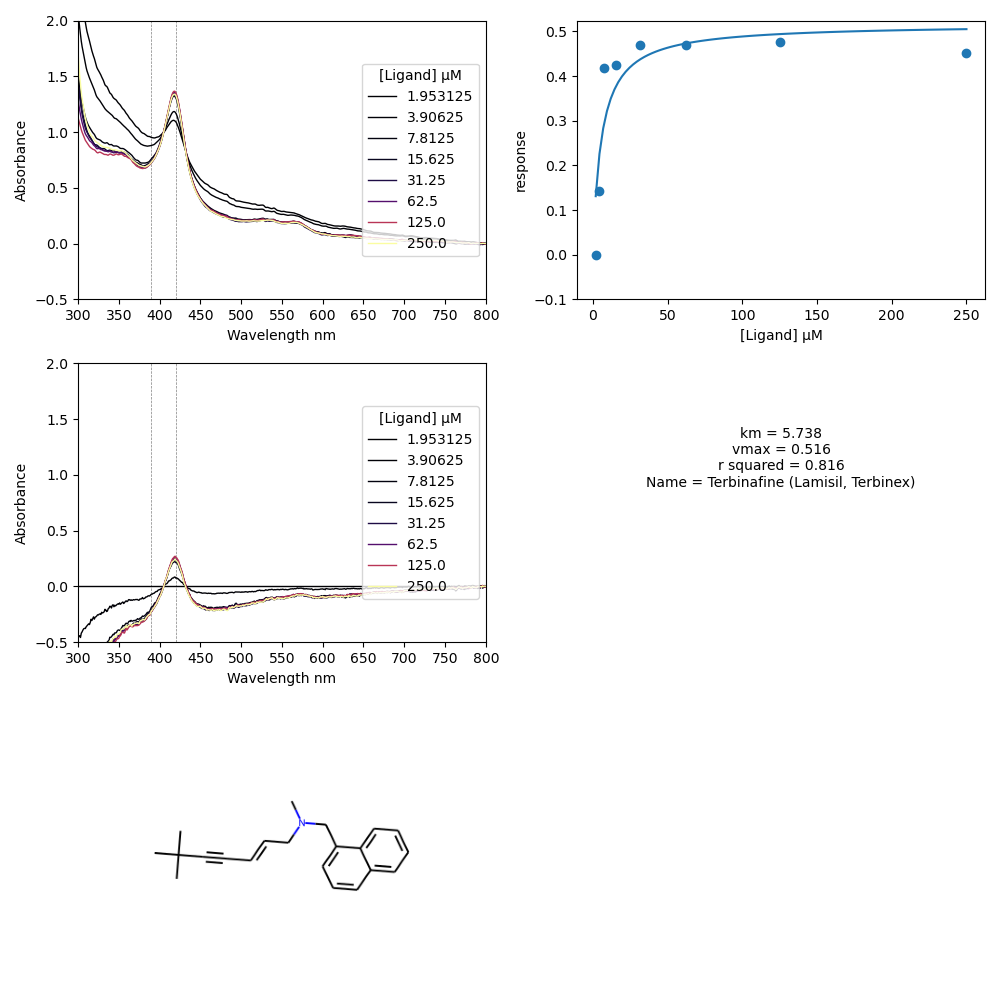 2.0
1.5
1.0
0.5
0.0
−0.5
Absorbance
300 350 400 450 500 550 600 650 700 750 800
Wavelength nm
[Ligand] µM
1.953125
3.90625
7.8125
15.625
31.25
62.5
125.0
250.0
0.5
0.4
0.3
0.2
0.1
0.0
−0.1
response
0 50 100 150 200 250
[Ligand] µM
2.0
1.5
1.0
0.5
0.0
−0.5
Absorbance
300 350 400 450 500 550 600 650 700 750 800
Wavelength nm
[Ligand] µM
1.953125
3.90625
7.8125
15.625
31.25
62.5
125.0
250.0
km = 5.738
vmax = 0.516
r squared = 0.816
Name = Terbinafine (Lamisil, Terbinex)
N